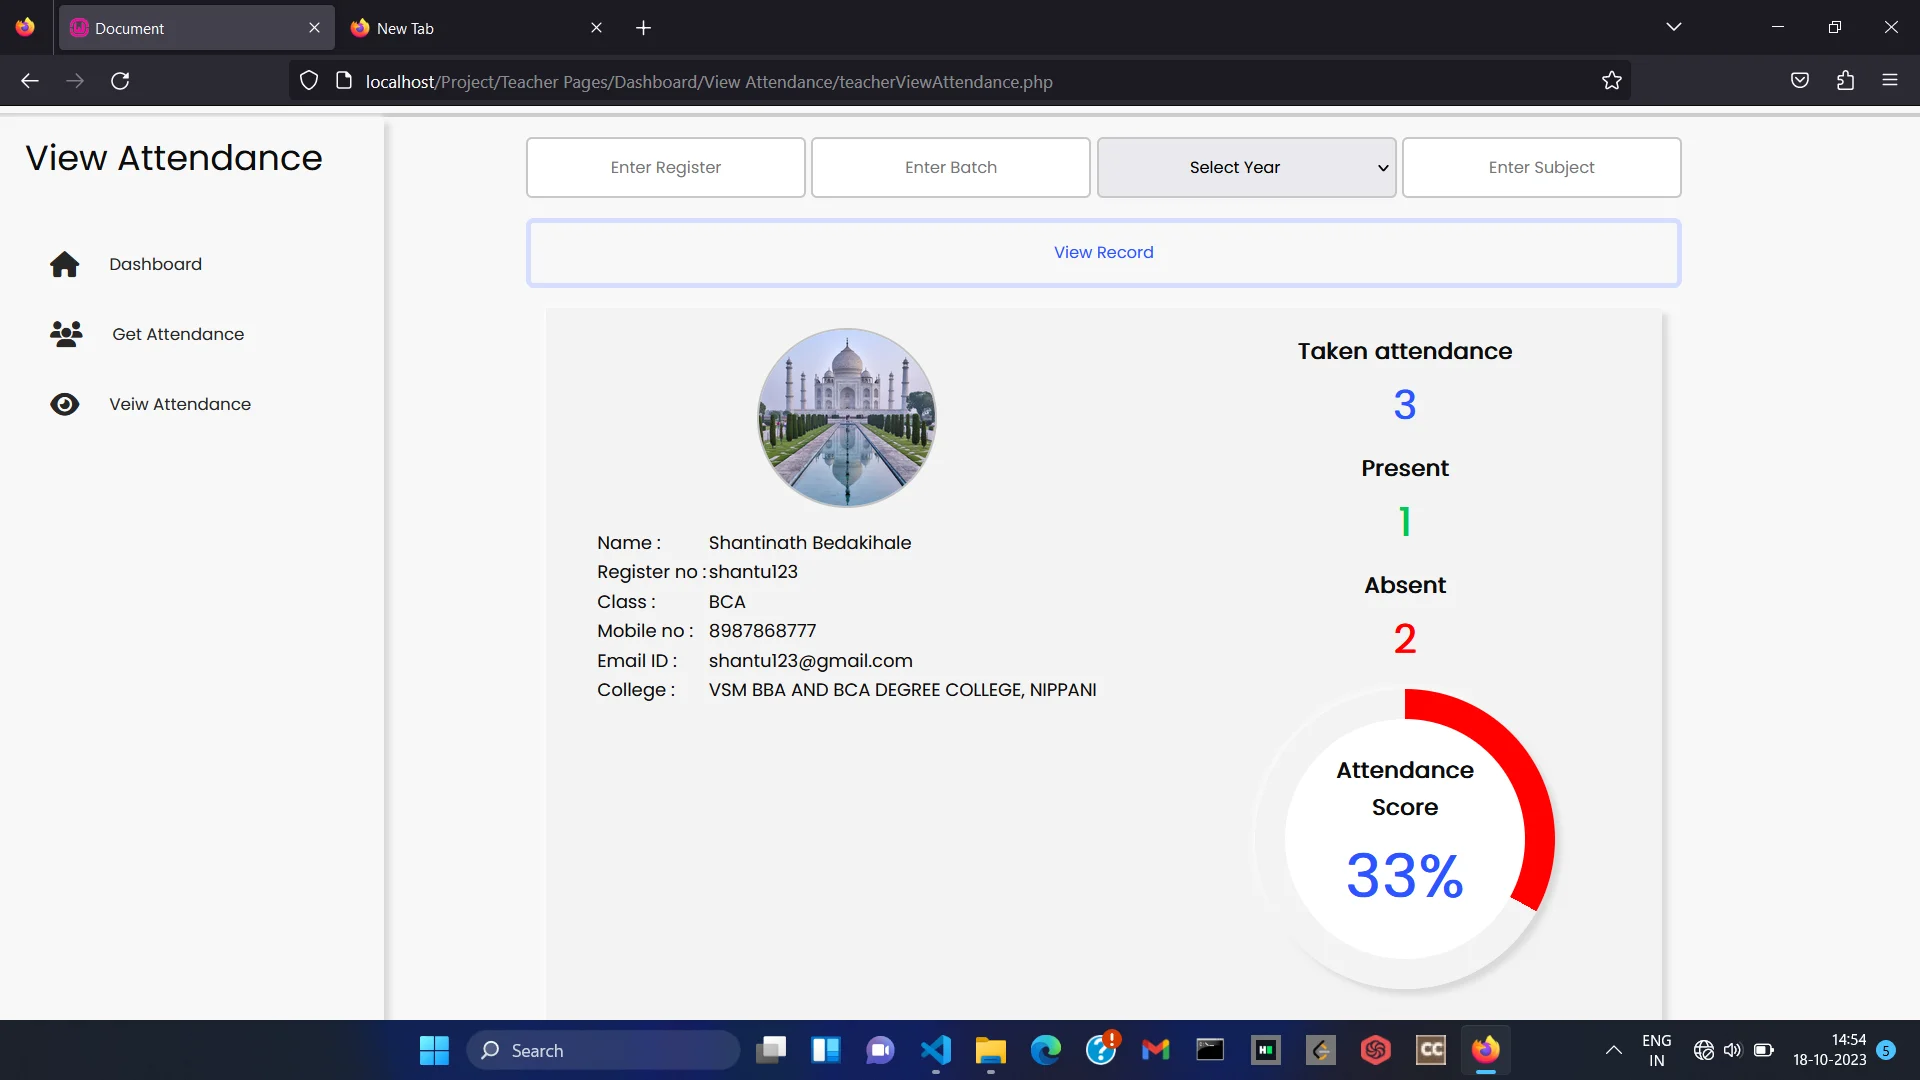 Document
New Tab
localhost/Project/Teacher Pages/Dashboard/View Attendance/teacherViewAttendance.php
View Attendance
Dashboard
Get Attendance
Veiw Attendance
Enter Register
Enter Batch
Select Year
Enter Subject
View Record
Name : Shantinath Bedakihale
Register no : shantu123
Class : BCA
Mobile no : 8987868777
Email ID : shantu123@gmail.com
College : VSM BBA AND BCA DEGREE COLLEGE, NIPPANI
Taken attendance
3
Present
1
Absent
2
Attendance
Score
33%
Search
CC
ENG
IN
14:54
18-10-2023
5